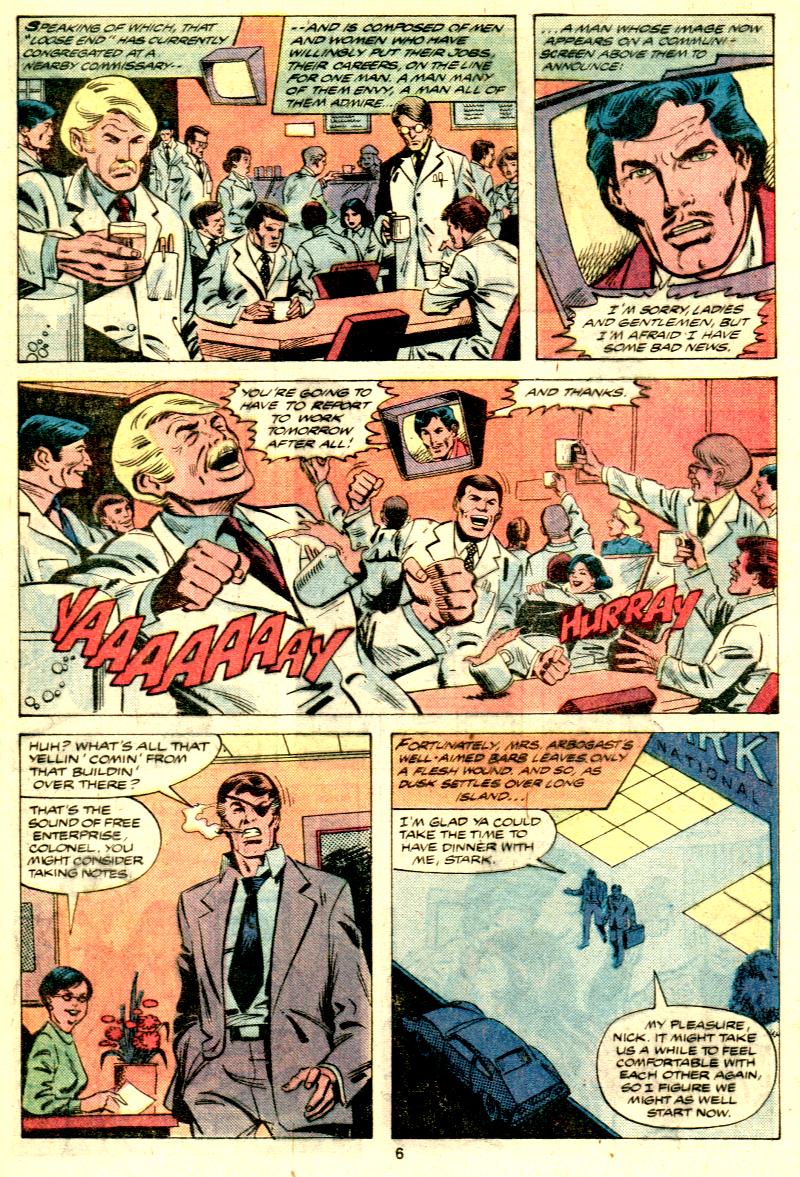 SPEAKING OF WHICH, THAT
"LOOSE END" HAS CURRENTLY
CONGREGATED AT A
NEARBY COMMISSARY--
--AND IS COMPOSED OF MEN
AND WOMEN WHO HAVE
WILLINGLY PUT THEIR JOBS,
THEIR CAREERS, ON THE LINE
FOR ONE MAN. A MAN MANY
OF THEM ENVY, A MAN ALL OF
THEM ADMIRE...
...A MAN WHOSE IMAGE NOW
APPEARS ON A COMMUNI-
SCREEN ABOVE THEM TO
ANNOUNCE:
I'M SORRY, LADIES
AND GENTLEMEN, BUT
I'M AFRAID I HAVE
SOME BAD NEWS.
YOU'RE GOING TO
HAVE TO REPORT
TO WORK
TOMORROW
AFTER ALL!
AND THANKS.
YAAAAAAAAY
HURRAY
HUH? WHAT'S ALL THAT
YELLIN' COMIN' FROM
THAT BUILDIN'
OVER THERE?
THAT'S THE
SOUND OF FREE
ENTERPRISE,
COLONEL. YOU
MIGHT CONSIDER
TAKING NOTES.
FORTUNATELY, MRS. ARBOGAST'S
WELL-AIMED BARB LEAVES ONLY
A FLESH WOUND. AND SO, AS
DUSK SETTLES OVER LONG
ISLAND...
ARK
NATIONAL
I'M GLAD YA COULD
TAKE THE TIME TO
HAVE DINNER WITH
ME, STARK.
MY PLEASURE,
NICK. IT MIGHT TAKE
US A WHILE TO FEEL
COMFORTABLE WITH
EACH OTHER AGAIN,
SO I FIGURE WE
MIGHT AS WELL
START NOW.
6